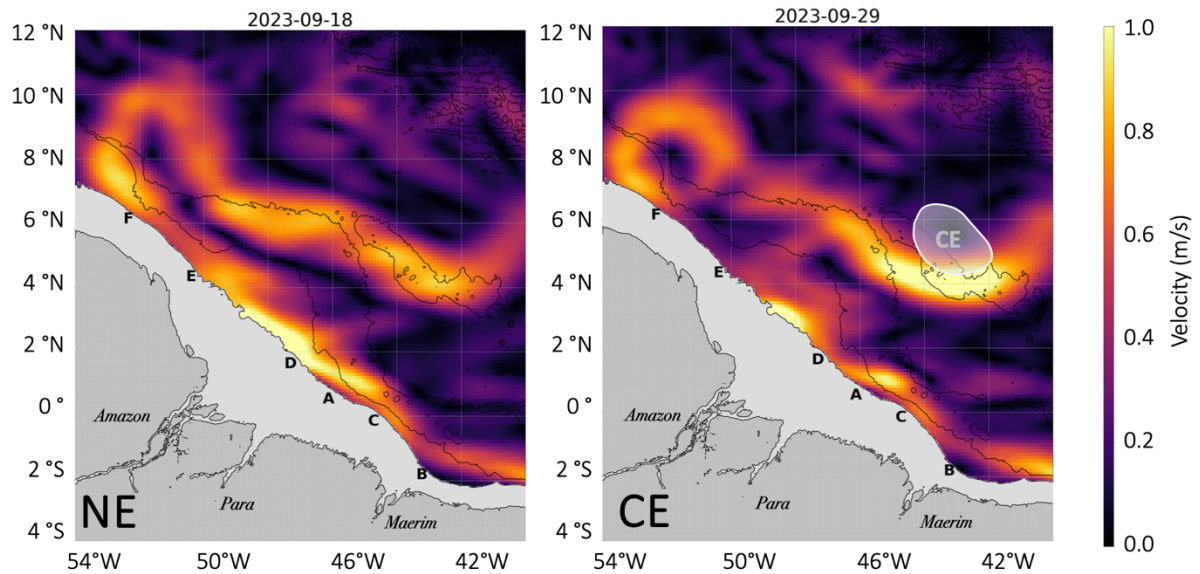 2023-09-18
2023-09-29
12 °N
10 °N
8 °N
6 °N
4 °N
2 °N
0 °
2 °S
4 °S
F
E
D
A
C
B
Amazon
Para
Maerim
NE
54°W
50°W
46°W
42°W
12 °N
10 °N
8 °N
6 °N
4 °N
2 °N
0 °
2 °S
4 °S
CE
F
E
D
A
C
B
Amazon
Para
Maerim
CE
54°W
50°W
46°W
42°W
1.0
0.8
0.6
0.4
0.2
0.0
Velocity (m/s)